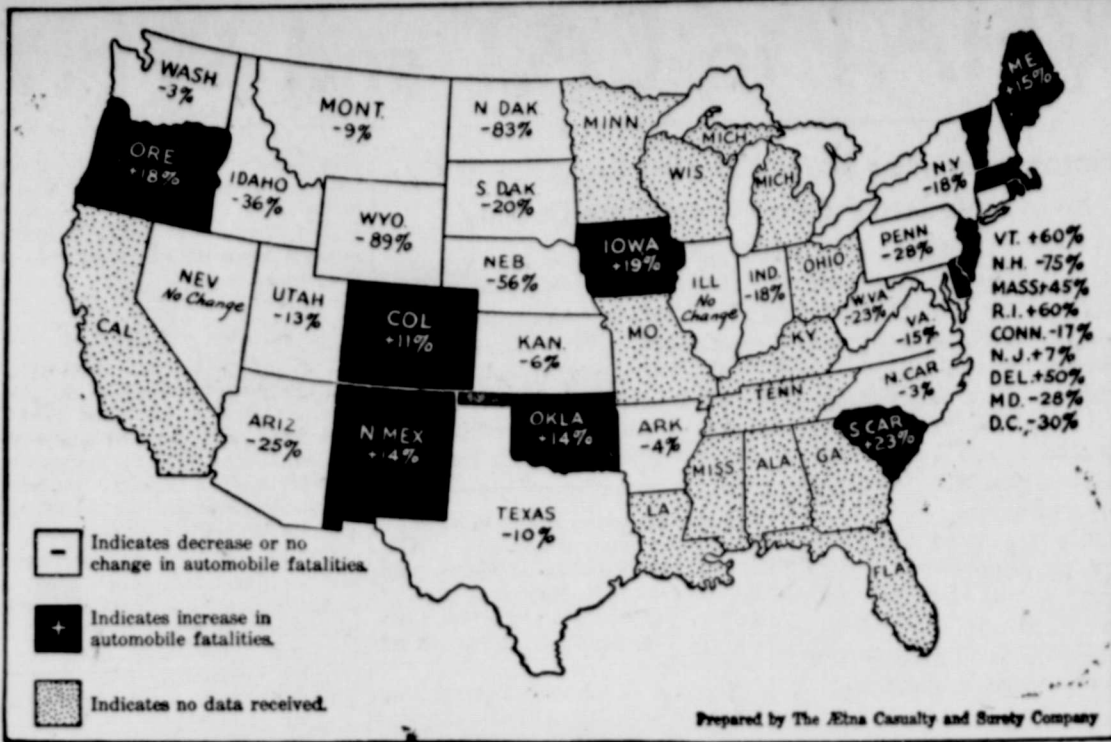 WASH
-3%
ORE
+18%
MONT.
-9%
IDAHO
-36%
WYO.
-89%
N DAK
-83%
S. DAK
-20%
NEB.
-56%
NEV
No Change
UTAH
-13%
COL
+11%
KAN.
-6%
CAL
ARIZ
-25%
N MEX
+14%
OKLA
+14%
TEXAS
-10%
MINN
WIS
MICH.
MICH
IOWA
+19%
MO
ARK
-4%
LA
ILL
No
Change
IND.
-18%
OHIO
KY
TENN
MISS
ALA
GA
FLA
W.VA
-23%
VA.
-15%
N.CAR
-3%
S CAR
+23%
PENN
-28%
N.Y
-18%
ME
+15%
VT. +60%
N.H. -75%
MASS+45%
R.I. +60%
CONN.-17%
N.J.+7%
DEL.+50%
MD. -28%
D.C. -30%
-
Indicates decrease or no
change in automobile fatalities.
+
Indicates increase in
automobile fatalities.
Indicates no data received.
Prepared by The Ætna Casualty and Surety Company